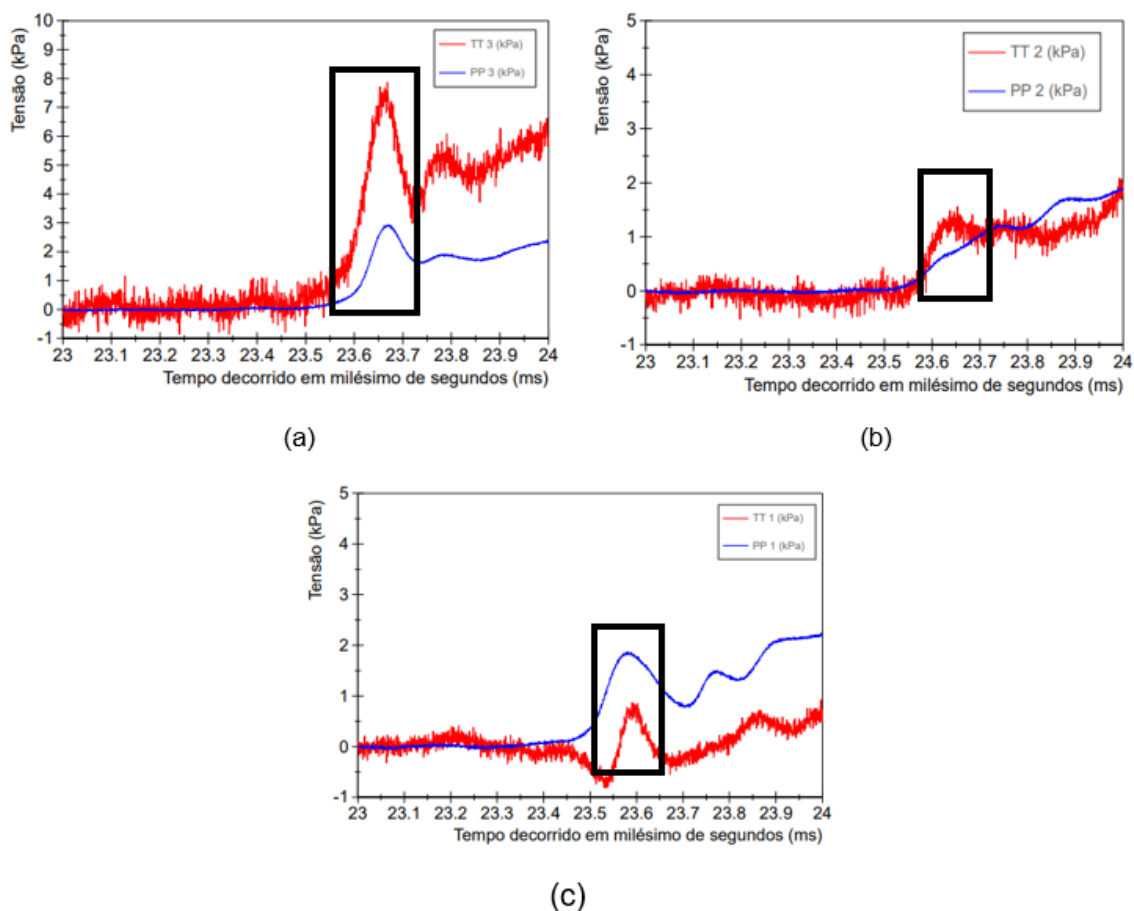 Tensão (kPa)
10
9
8
7
6
5
4
3
2
1
0
-1
TT 3 (kPa)
PP 3 (kPa)
23 23.1 23.2 23.3 23.4 23.5 23.6 23.7 23.8 23.9 24
Tempo decorrido em milésimo de segundos (ms)
(a)
Tensão (kPa)
5
4
3
2
1
0
-1
TT 2 (kPa)
PP 2 (kPa)
23 23.1 23.2 23.3 23.4 23.5 23.6 23.7 23.8 23.9 24
Tempo decorrido em milésimo de segundos (ms)
(b)
Tensão (kPa)
5
4
3
2
1
0
-1
TT 1 (kPa)
PP 1 (kPa)
23 23.1 23.2 23.3 23.4 23.5 23.6 23.7 23.8 23.9 24
Tempo decorrido em milésimo de segundos (ms)
(c)